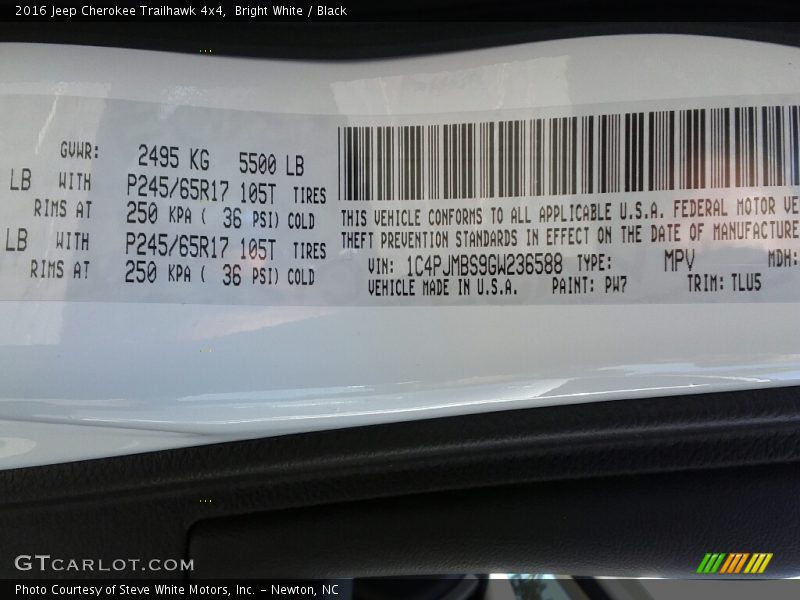 2016 Jeep Cherokee Trailhawk 4x4,  Bright White / Black
GVWR: 2495 KG 5500 LB
LB WITH P245/65R17 105T TIRES
RIMS AT 250 KPA ( 36 PSI) COLD
LB WITH P245/65R17 105T TIRES
RIMS AT 250 KPA ( 36 PSI) COLD
THIS VEHICLE CONFORMS TO ALL APPLICABLE U.S.A. FEDERAL MOTOR VE
THEFT PREVENTION STANDARDS IN EFFECT ON THE DATE OF MANUFACTURE
VIN: 1C4PJMBS9GW236588 TYPE: MPV MDH:
VEHICLE MADE IN U.S.A. PAINT: PW7 TRIM: TLU5
GTCARLOT.COM
Photo Courtesy of Steve White Motors, Inc. – Newton, NC